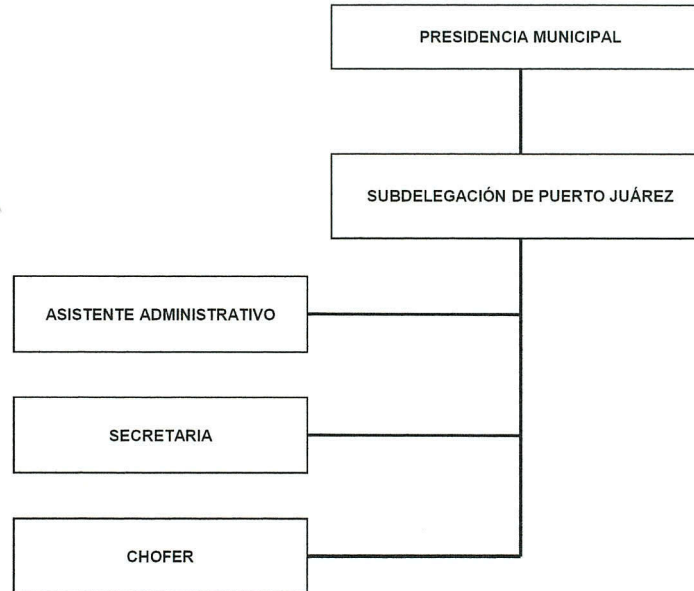 PRESIDENCIA MUNICIPAL
SUBDELEGACIÓN DE PUERTO JUÁREZ
ASISTENTE ADMINISTRATIVO
SECRETARIA
CHOFER